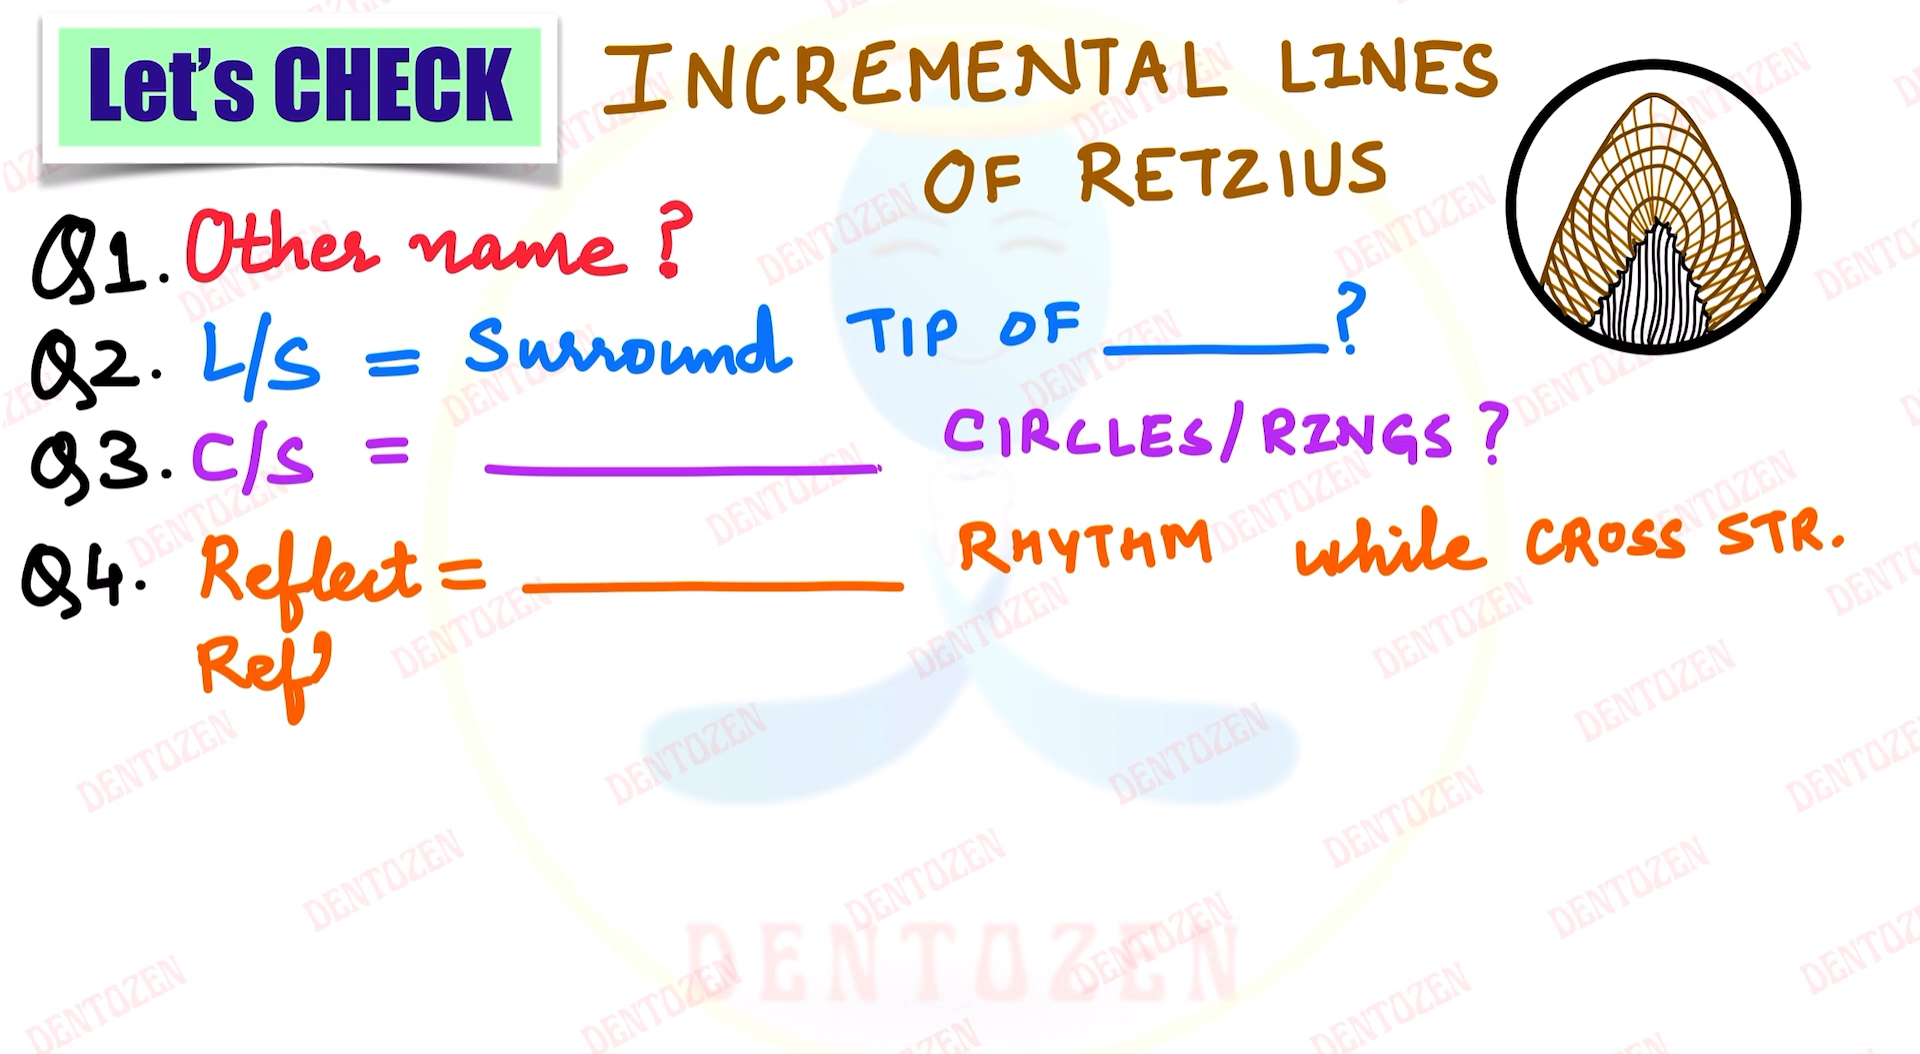 Let's CHECK
INCREMENTAL LINES
OF RETZIUS
Q1. Other name ?
Q2. L/S = Surround TIP OF ______?
Q3. C/S = ______ CIRCLES/RINGS ?
Q4. Reflect = ______ RHYTHM while CROSS STR.
Ref
DENTOZEN